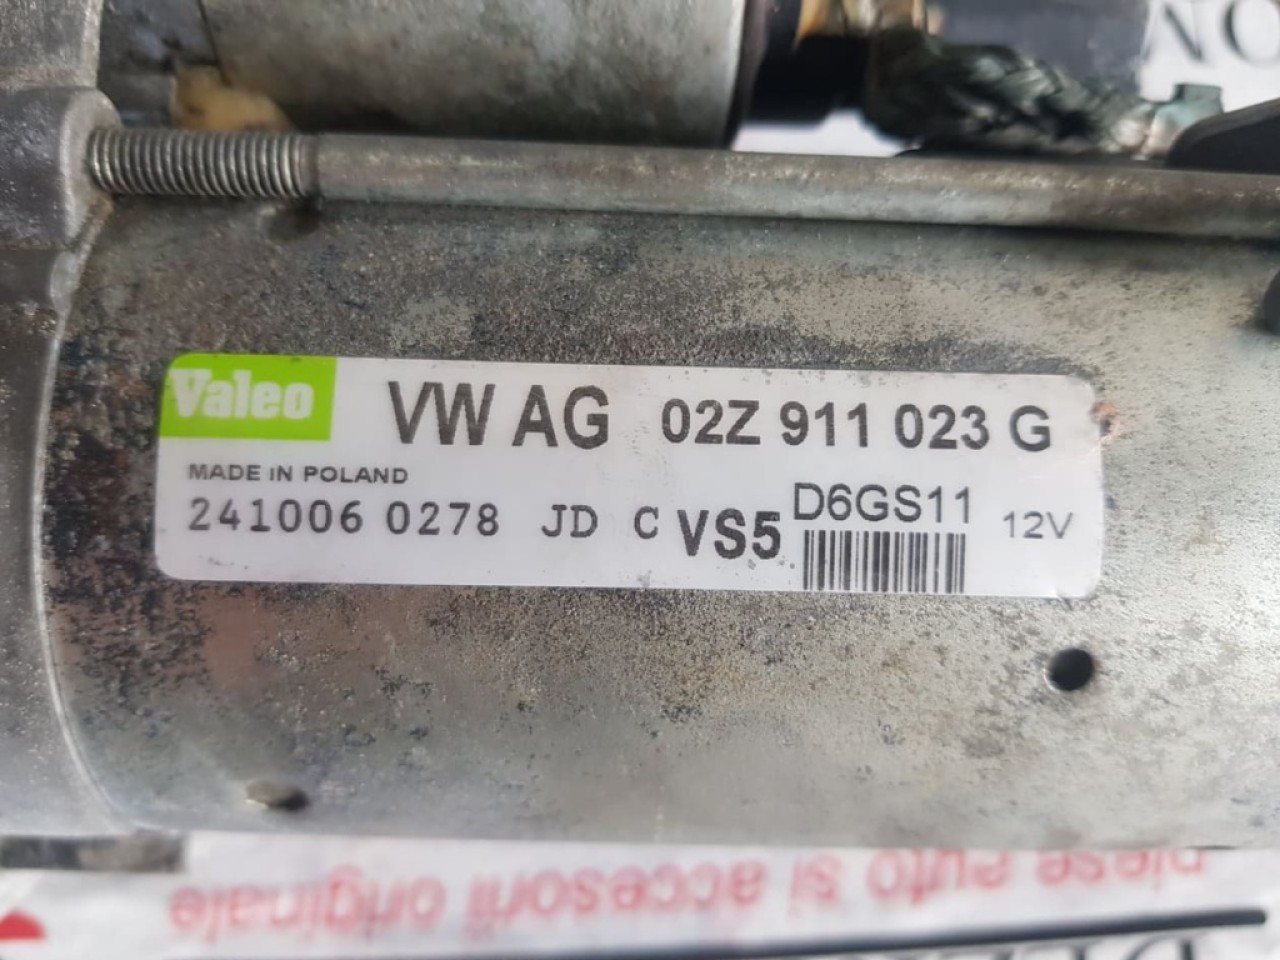 NO
Valeo VW AG 02Z 911 023 G
MADE IN POLAND
241006 0278 JD C VS5 D6GS11 12V
piese auto si accesorii originale